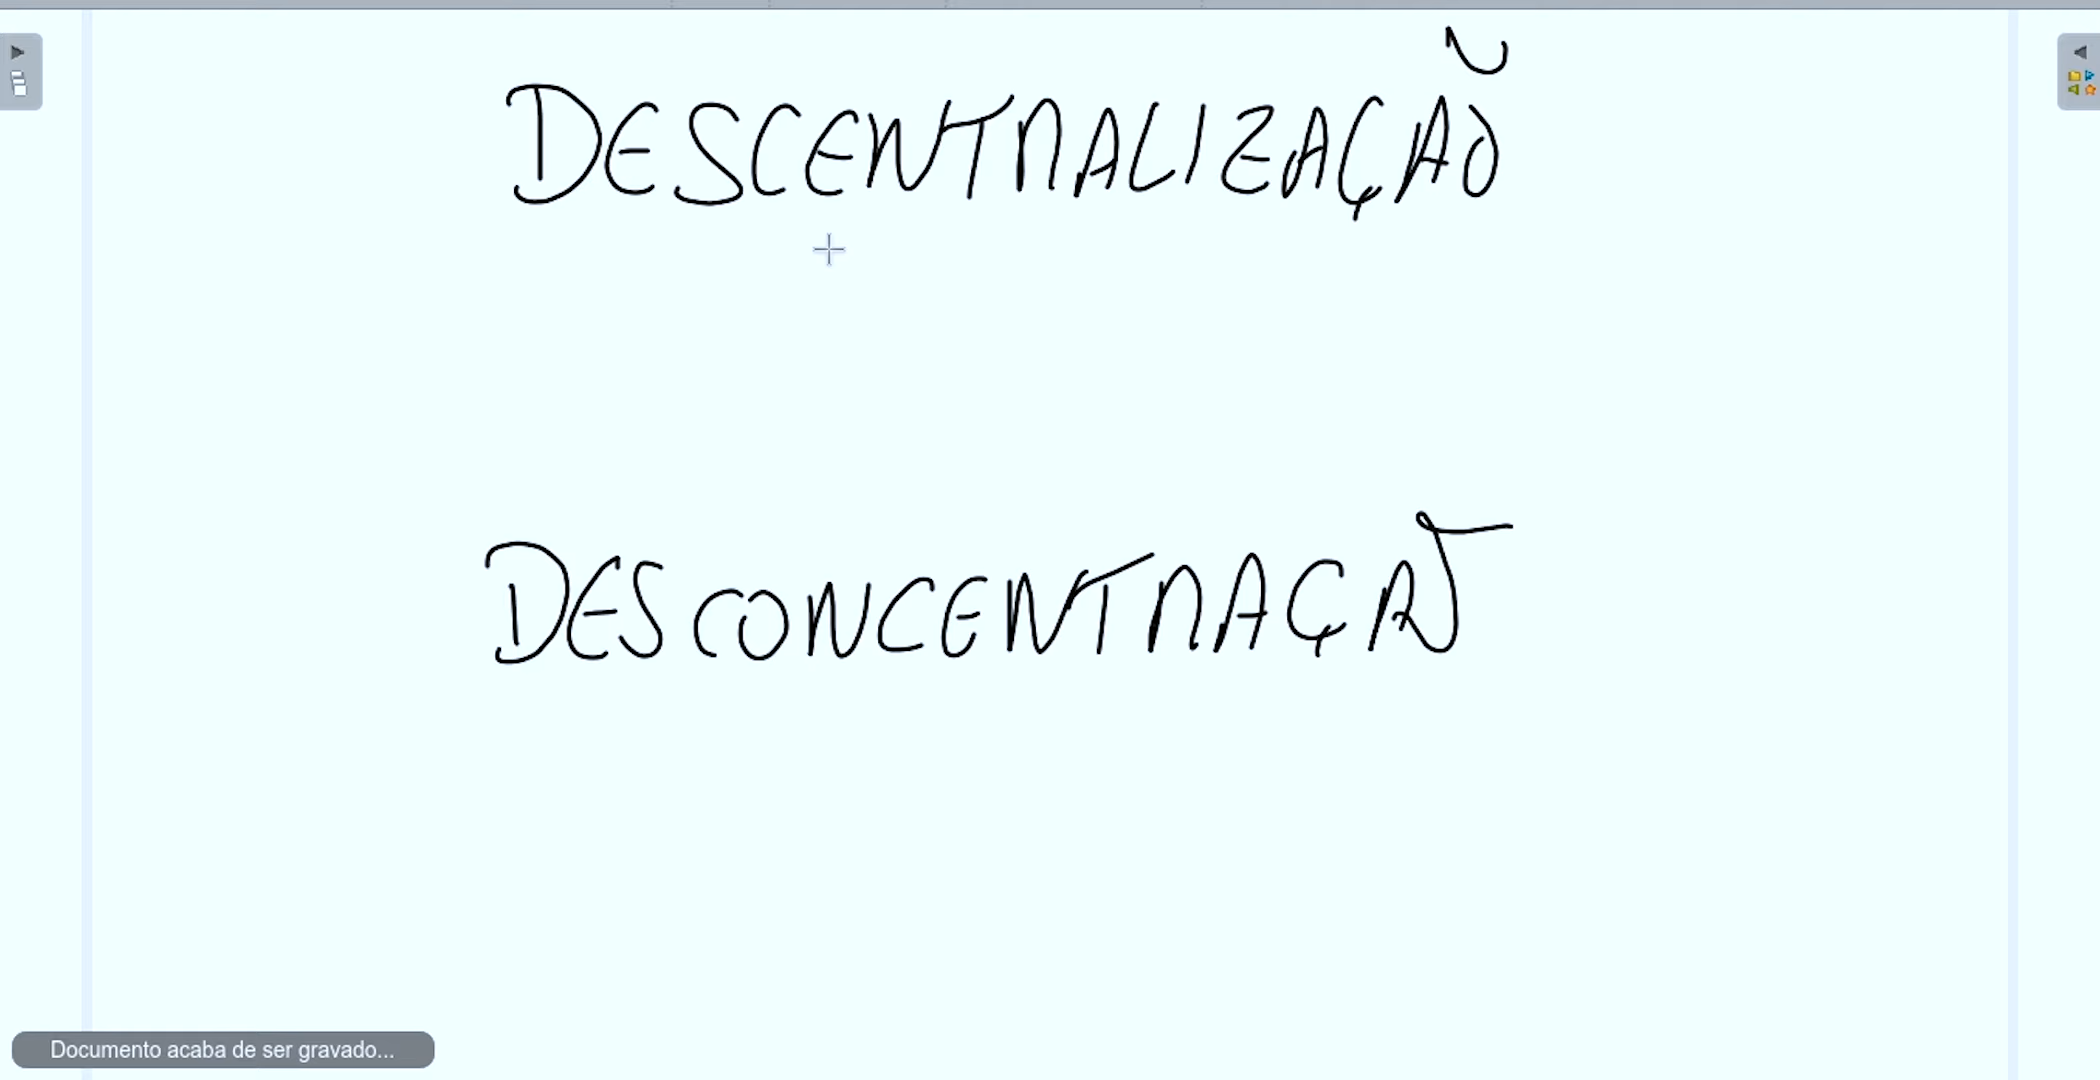 DESCENTRALIZAÇÃO
DESCONCENTRAÇÃO
Documento acaba de ser gravado...